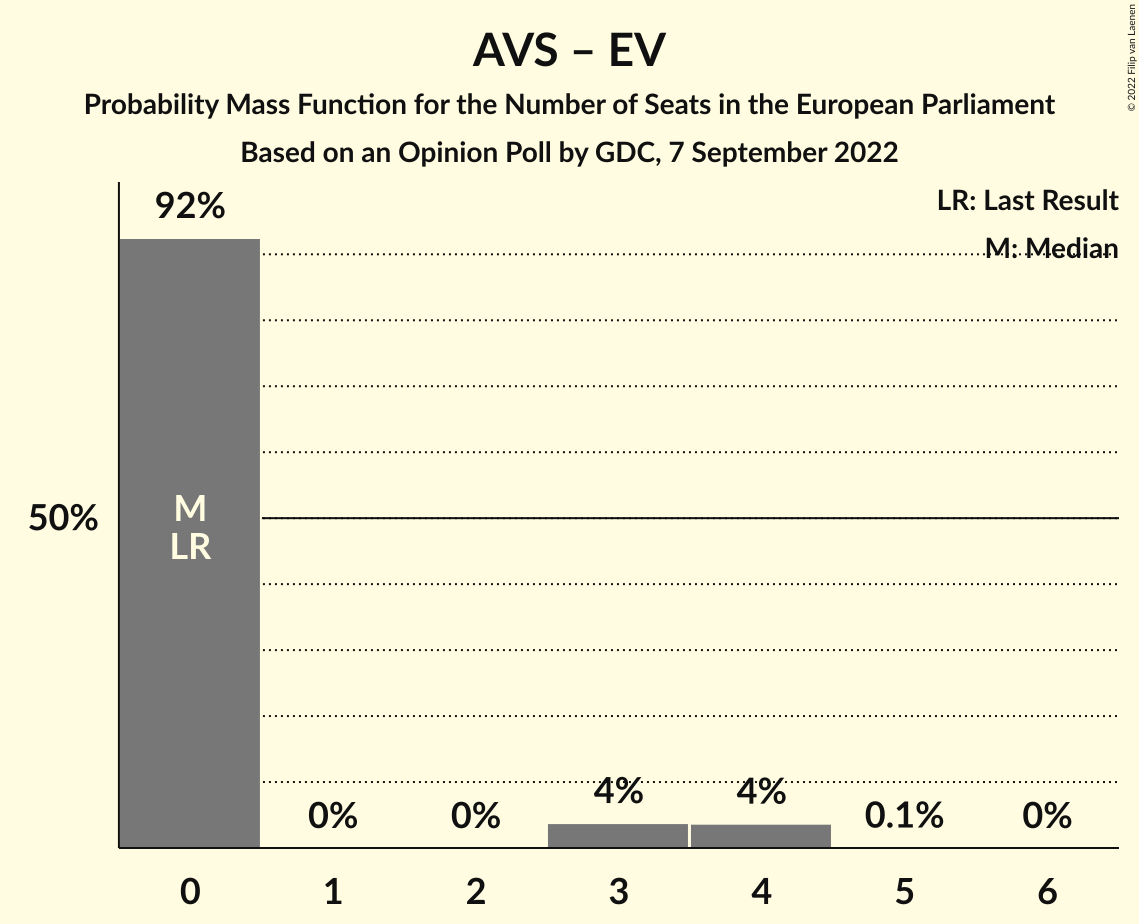 AVS – EV
Probability Mass Function for the Number of Seats in the European Parliament
Based on an Opinion Poll by GDC, 7 September 2022
© 2022 Filip van Laenen
LR: Last Result
M: Median
92%
50%
M
LR
0%
0%
4%
4%
0.1%
0%
0
1
2
3
4
5
6